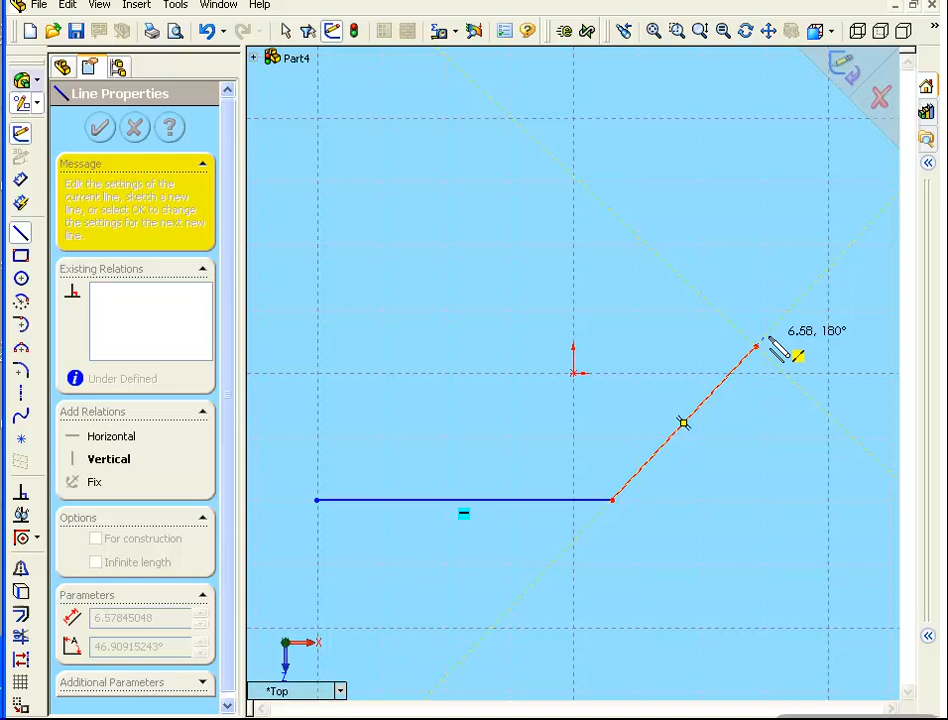 File Edit View Insert Tools Window Help
Part4
Line Properties
Message
Edit the settings of the
current line, sketch a new
line, or select OK to change
the settings for the next new
line.
Existing Relations
Under Defined
Add Relations
Horizontal
Vertical
Fix
Options
For construction
Infinite length
Parameters
6.57845048
46.90915243°
Additional Parameters
6.58, 180°
X
Z
*Top